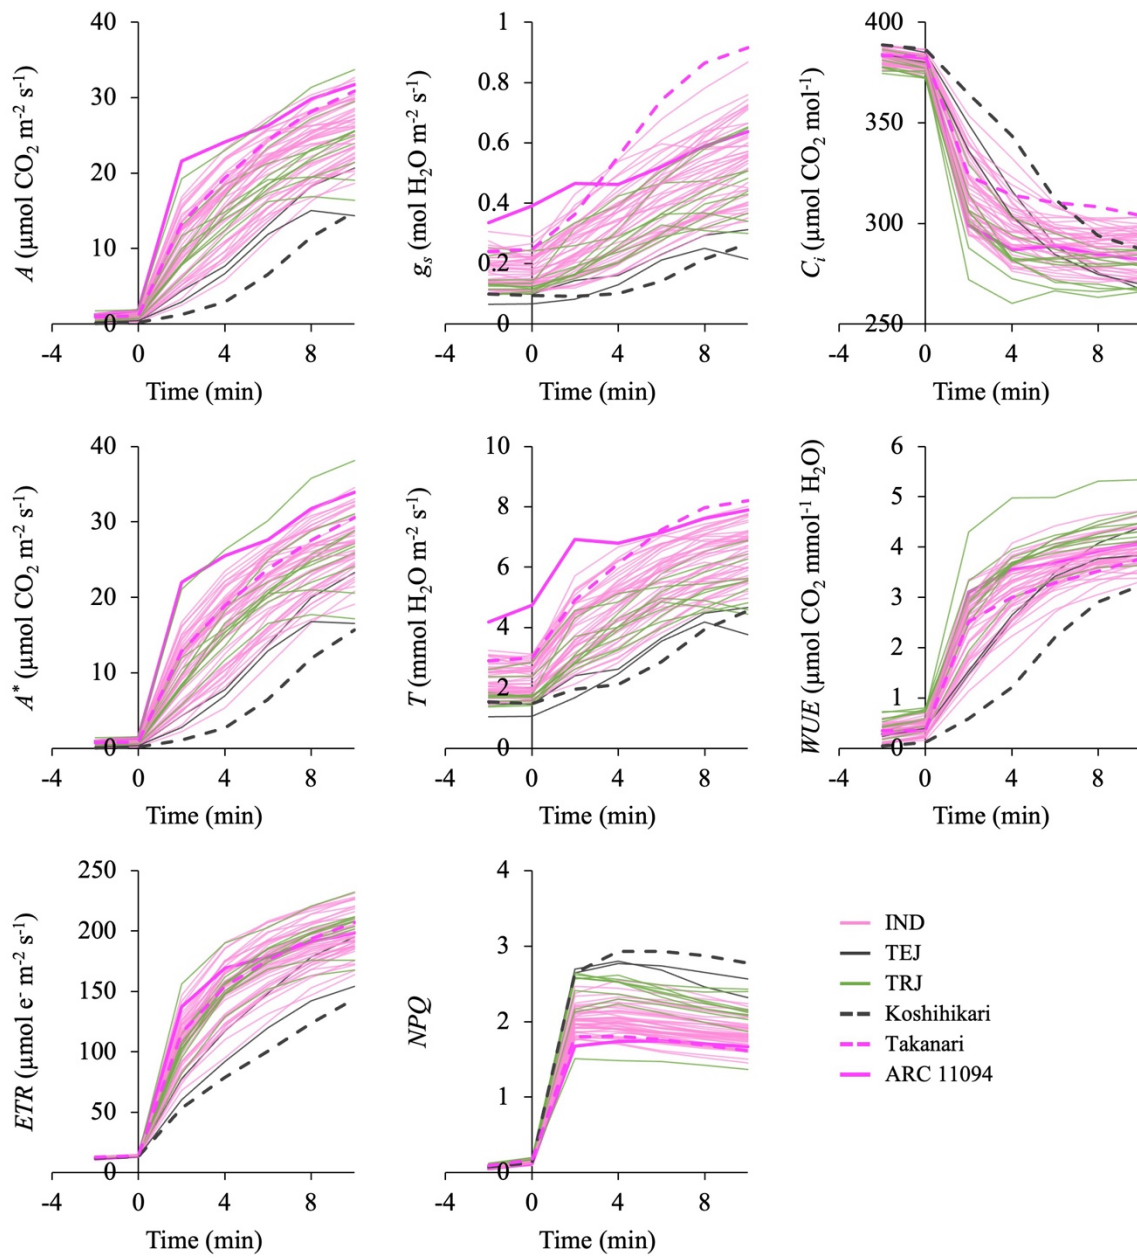 40
30
20
10
0
-4 0 4 8
Time (min)
A (μmol CO₂ m⁻² s⁻¹)
1
0.8
0.6
0.4
0.2
0
-4 0 4 8
Time (min)
gₛ (mol H₂O m⁻² s⁻¹)
400
350
300
250
-4 0 4 8
Time (min)
Cᵢ (μmol CO₂ mol⁻¹)
40
30
20
10
0
-4 0 4 8
Time (min)
A* (μmol CO₂ m⁻² s⁻¹)
10
8
6
4
2
0
-4 0 4 8
Time (min)
T (mmol H₂O m⁻² s⁻¹)
6
5
4
3
2
1
0
-4 0 4 8
Time (min)
WUE (μmol CO₂ mmol⁻¹ H₂O)
250
200
150
100
50
0
-4 0 4 8
Time (min)
ETR (μmol e⁻ m⁻² s⁻¹)
4
3
2
1
0
-4 0 4 8
Time (min)
NPQ
IND
TEJ
TRJ
Koshihikari
Takanari
ARC 11094